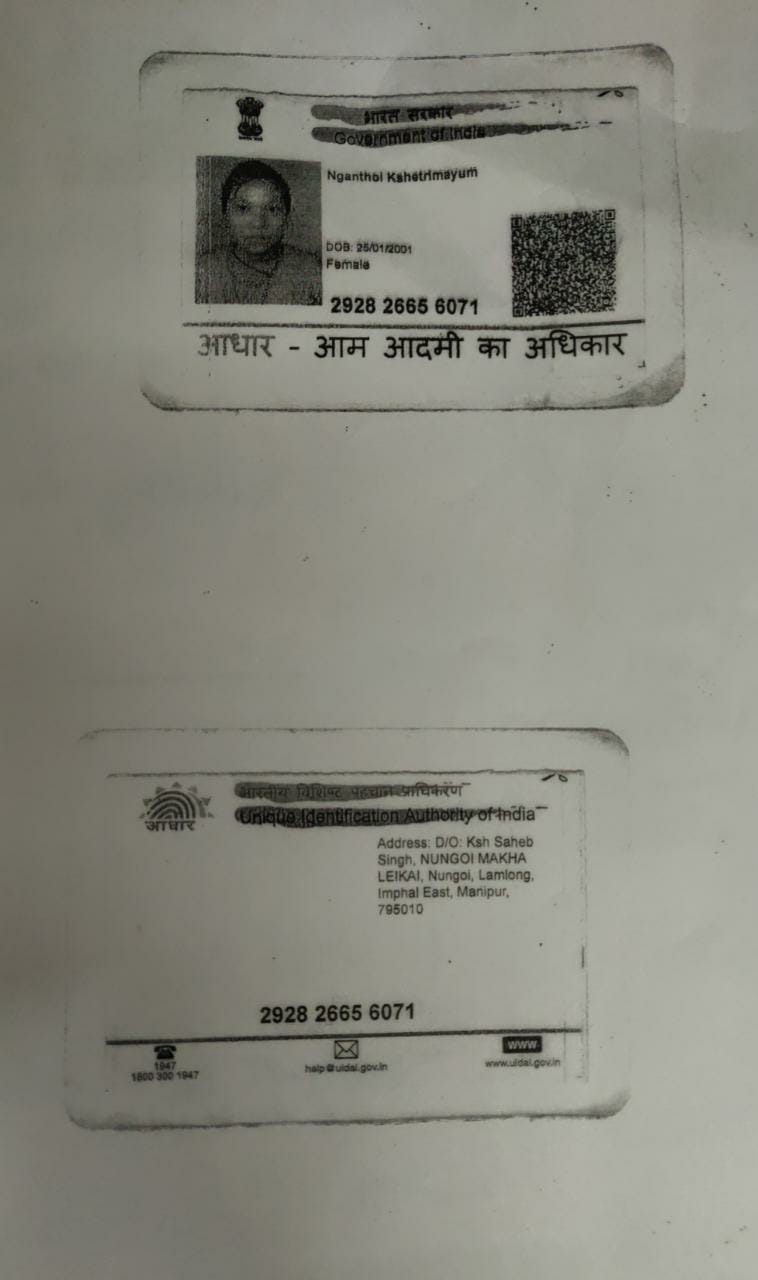 भारत सरकार
Government of India
Nganthoi Kshetrimayum
DOB: 25/01/2001
Female
2928 2665 6071
आधार - आम आदमी का अधिकार
भारतीय विशिष्ट पहचान प्राधिकरण
आधार
Unique Identification Authority of India
Address: D/O: Ksh Saheb
Singh, NUNGOI MAKHA
LEIKAI, Nungoi, Lamlong,
Imphal East, Manipur,
795010
2928 2665 6071
1947
1800 300 1947
help@uidai.gov.in
WWW
www.uidai.gov.in